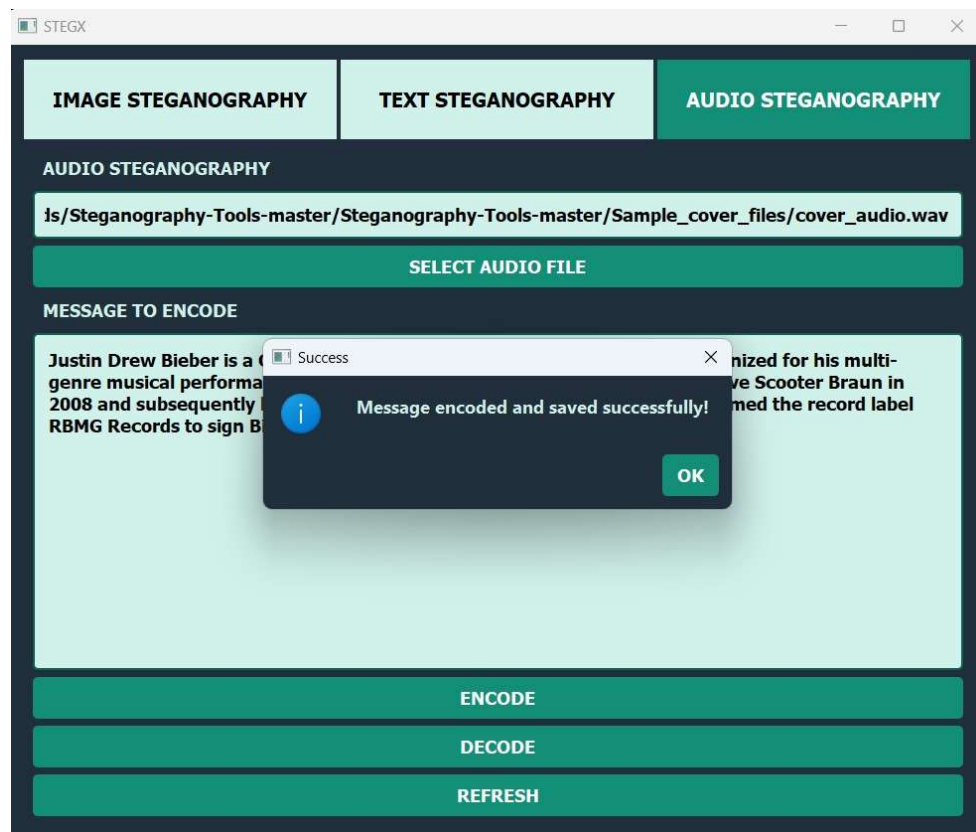 STEGX
IMAGE STEGANOGRAPHY
TEXT STEGANOGRAPHY
AUDIO STEGANOGRAPHY
AUDIO STEGANOGRAPHY
/Steganography-Tools-master/Steganography-Tools-master/Sample_cover_files/cover_audio.wav
SELECT AUDIO FILE
MESSAGE TO ENCODE
Justin Drew Bieber is a nized for his multi-
genre musical ve Scooter Braun in
2008 and subsequently med the record label
RBMG Records to sign
Success
Message encoded and saved successfully!
OK
ENCODE
DECODE
REFRESH